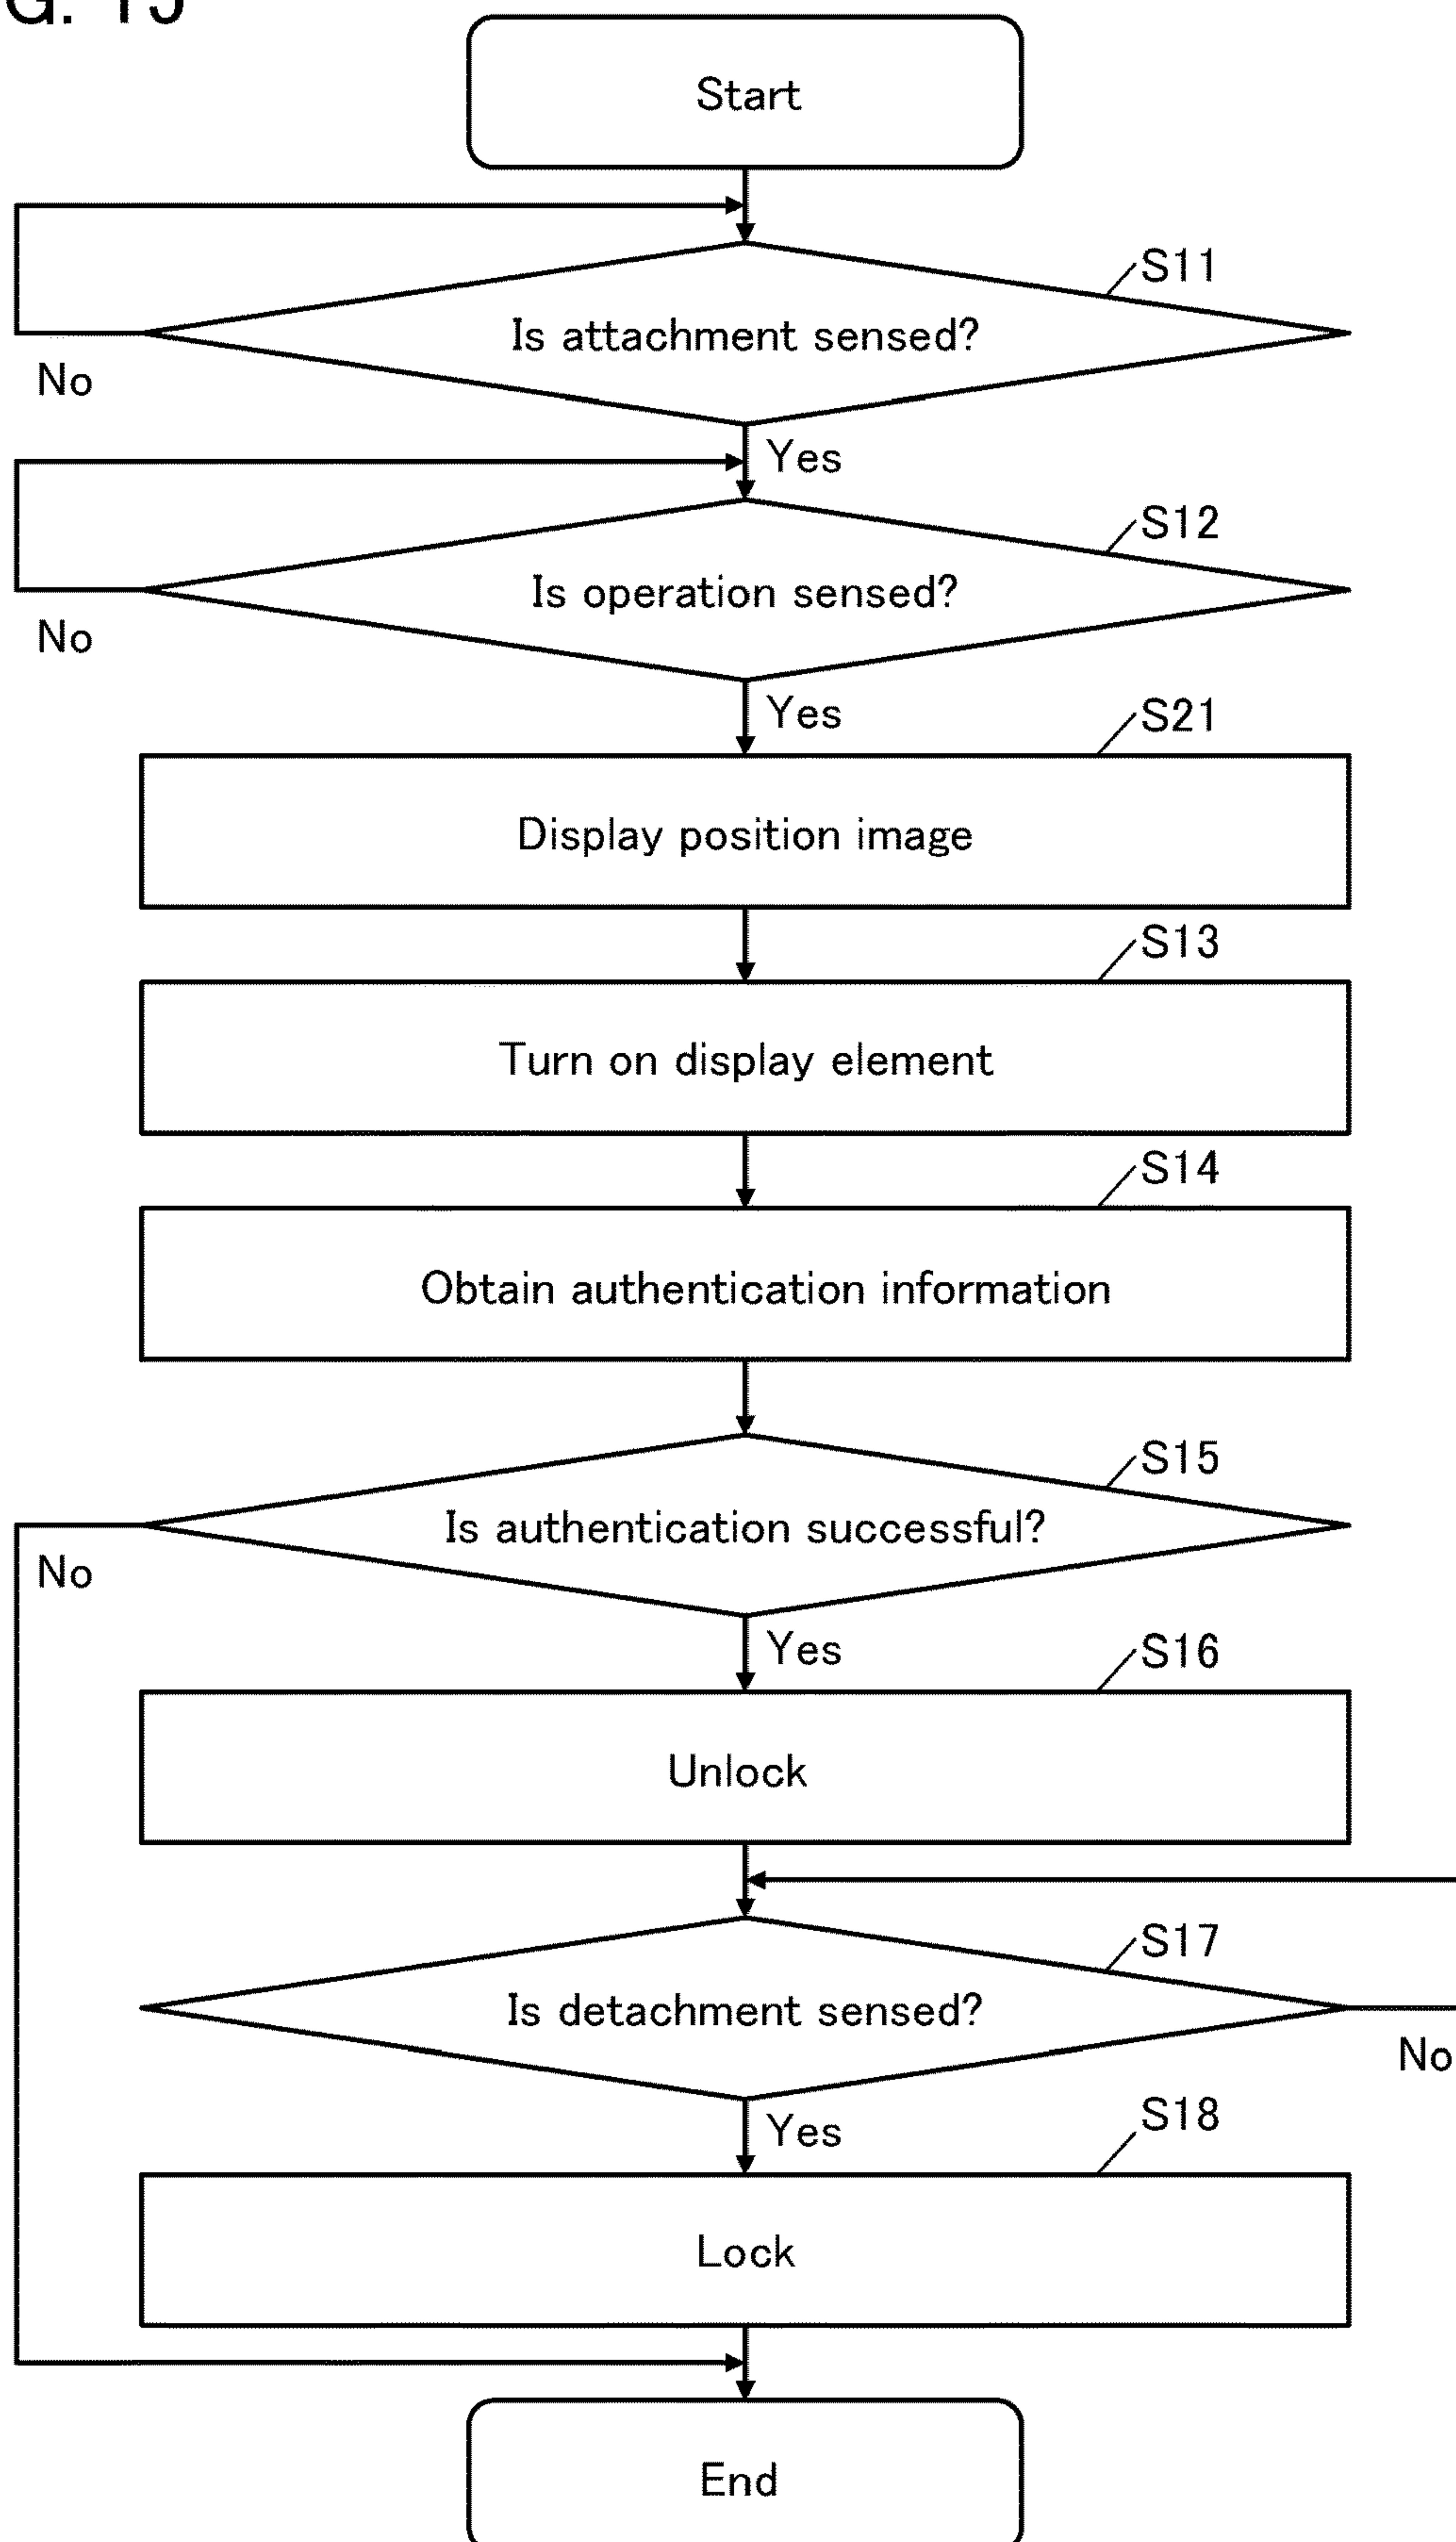 G. 15
Start
S11
Is attachment sensed?
No
Yes
S12
Is operation sensed?
No
Yes
S21
Display position image
S13
Turn on display element
S14
Obtain authentication information
S15
Is authentication successful?
No
Yes
S16
Unlock
S17
Is detachment sensed?
No
Yes
S18
Lock
End